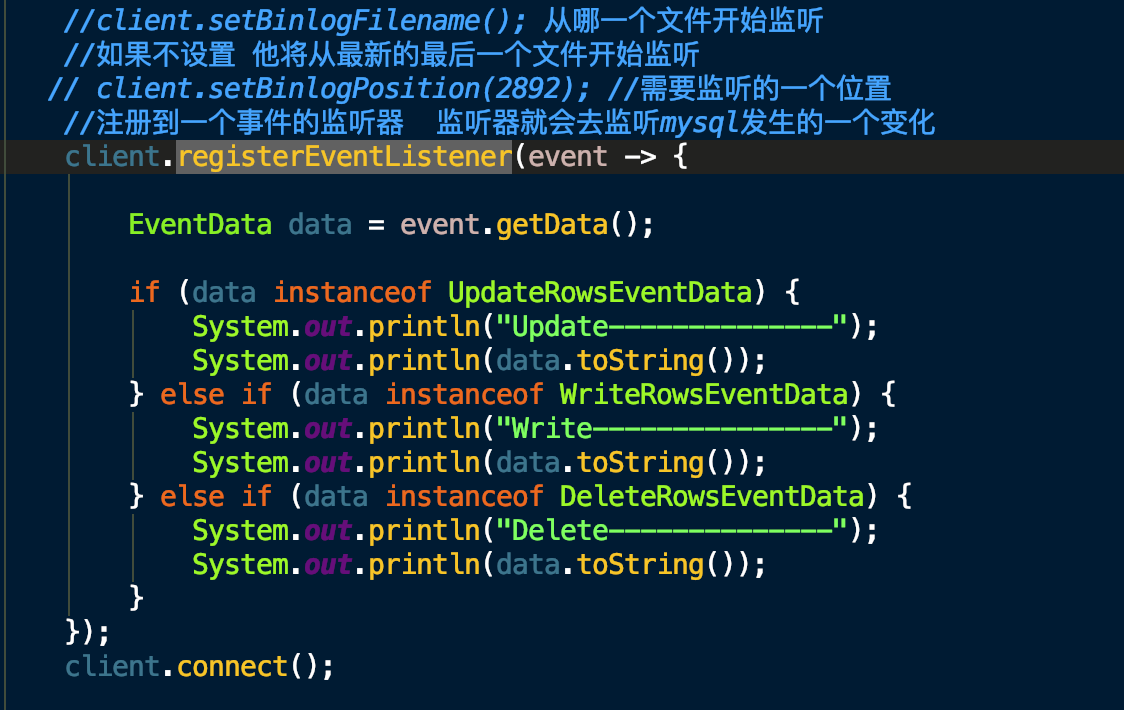 //client.setBinlogFilename(); 从哪一个文件开始监听
//如果不设置 他将从最新的最后一个文件开始监听
// client.setBinlogPosition(2892); //需要监听的一个位置
//注册到一个事件的监听器  监听器就会去监听mysql发生的一个变化
client.registerEventListener(event -> {
EventData data = event.getData();
if (data instanceof UpdateRowsEventData) {
System.out.println("Update--------------");
System.out.println(data.toString());
} else if (data instanceof WriteRowsEventData) {
System.out.println("Write---------------");
System.out.println(data.toString());
} else if (data instanceof DeleteRowsEventData) {
System.out.println("Delete--------------");
System.out.println(data.toString());
}
});
client.connect();